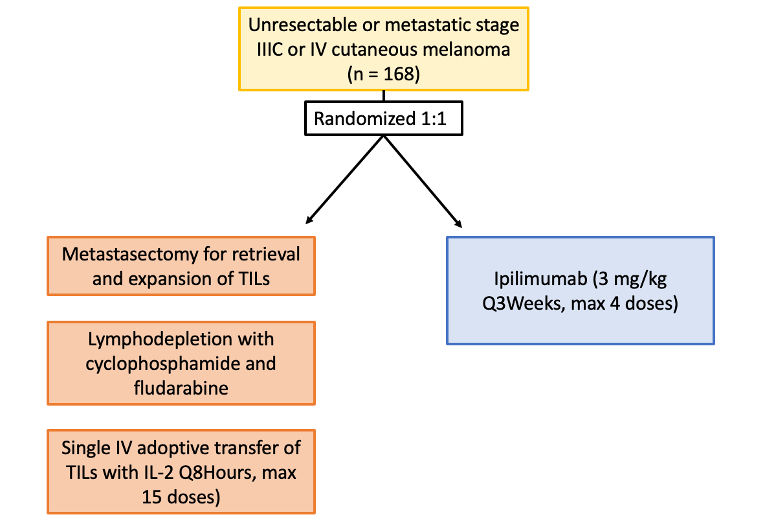 Unresectable or metastatic stage
IIIC or IV cutaneous melanoma
(n = 168)
Randomized 1:1
Metastasectomy for retrieval
and expansion of TILs
Lymphodepletion with
cyclophosphamide and
fludarabine
Single IV adoptive transfer of
TILs with IL-2 Q8Hours, max
15 doses)
Ipilimumab (3 mg/kg
Q3Weeks, max 4 doses)